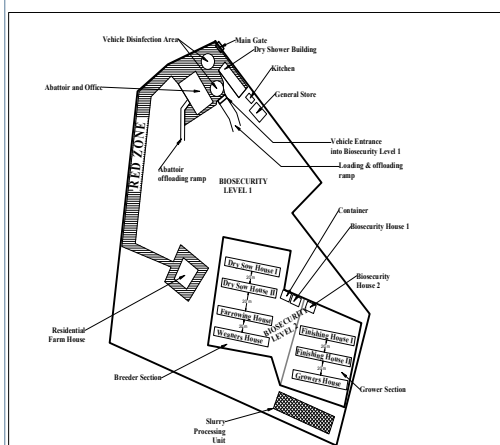 Vehicle Disinfection Area
Main Gate
Dry Shower Building
Kitchen
General Store
Abattoir and Office
RED ZONE
Vehicle Entrance
into Biosecurity Level 1
Loading & offloading
ramp
Abattoir
offloading ramp
BIOSECURITY
LEVEL 1
Container
Biosecurity House 1
Biosecurity
House 2
Dry Sow House I
Dry Sow House II
Farrowing House
Weaners House
BIOSECURITY
Finishing House I
Finishing House II
Growers House
Residential
Farm House
Breeder Section
Grower Section
Slurry
Processing
Unit